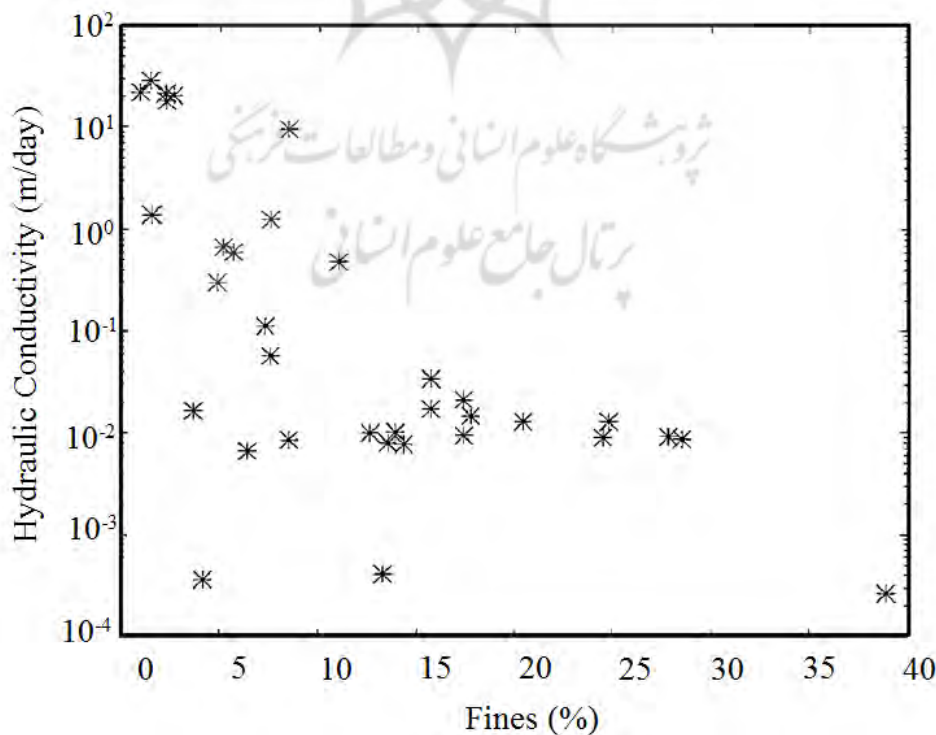 10²
10¹
10⁰
10⁻¹
10⁻²
10⁻³
10⁻⁴
Hydraulic Conductivity (m/day)
پژوهشگاه علوم انسانی و مطالعات فرهنگی
پرتال جامع علوم انسانی
0 5 10 15 20 25 30 35 40
Fines (%)